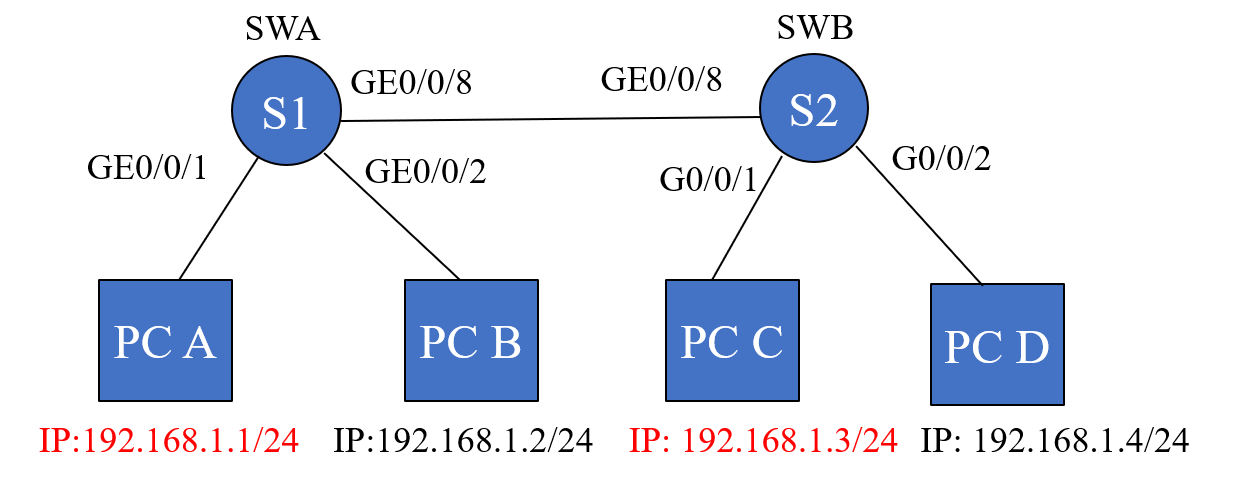 SWA
SWB
GE0/0/8
GE0/0/8
S1
S2
GE0/0/1
GE0/0/2
G0/0/1
G0/0/2
PC A
PC B
PC C
PC D
IP:192.168.1.1/24
IP:192.168.1.2/24
IP: 192.168.1.3/24
IP: 192.168.1.4/24